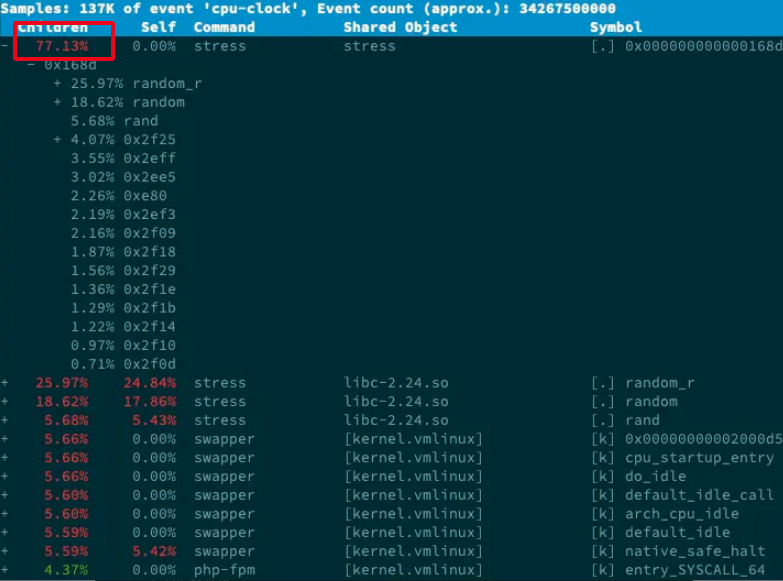 Samples: 137K of event 'cpu-clock', Event count (approx.): 34267500000
Children Self Command Shared Object Symbol
- 77.13% 0.00% stress stress [.] 0x000000000000168d
- 0x168d
+ 25.97% random_r
+ 18.62% random
5.68% rand
+ 4.07% 0x2f25
3.55% 0x2eff
3.02% 0x2ee5
2.26% 0xe80
2.19% 0x2ef3
2.16% 0x2f09
1.87% 0x2f18
1.56% 0x2f29
1.36% 0x2f1e
1.29% 0x2f1b
1.22% 0x2f14
0.97% 0x2f10
0.71% 0x2f0d
+ 25.97% 24.84% stress libc-2.24.so [.] random_r
+ 18.62% 17.86% stress libc-2.24.so [.] random
+ 5.68% 5.43% stress libc-2.24.so [.] rand
+ 5.66% 0.00% swapper [kernel.vmlinux] [k] 0x00000000002000d5
+ 5.66% 0.00% swapper [kernel.vmlinux] [k] cpu_startup_entry
+ 5.66% 0.00% swapper [kernel.vmlinux] [k] do_idle
+ 5.60% 0.00% swapper [kernel.vmlinux] [k] default_idle_call
+ 5.60% 0.00% swapper [kernel.vmlinux] [k] arch_cpu_idle
+ 5.59% 0.00% swapper [kernel.vmlinux] [k] default_idle
+ 5.59% 5.42% swapper [kernel.vmlinux] [k] native_safe_halt
+ 4.37% 0.00% php-fpm [kernel.vmlinux] [k] entry_SYSCALL_64